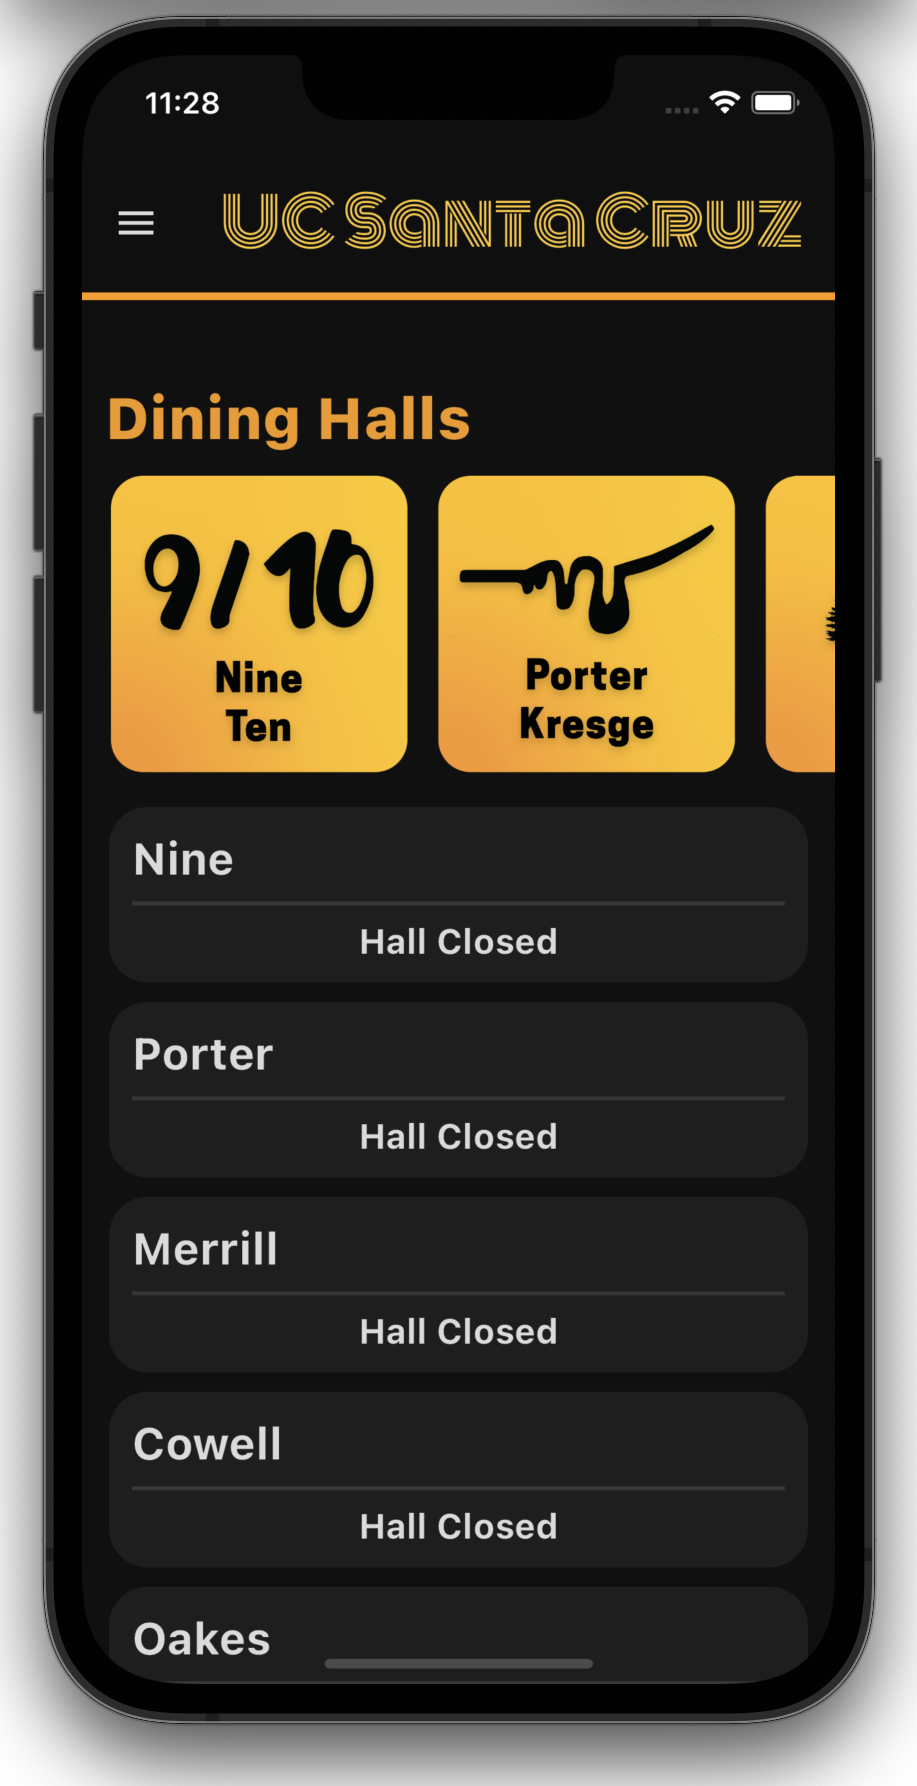 11:28
UC Santa Cruz
Dining Halls
9/10
Nine
Ten
Porter
Kresge
Nine
Hall Closed
Porter
Hall Closed
Merrill
Hall Closed
Cowell
Hall Closed
Oakes